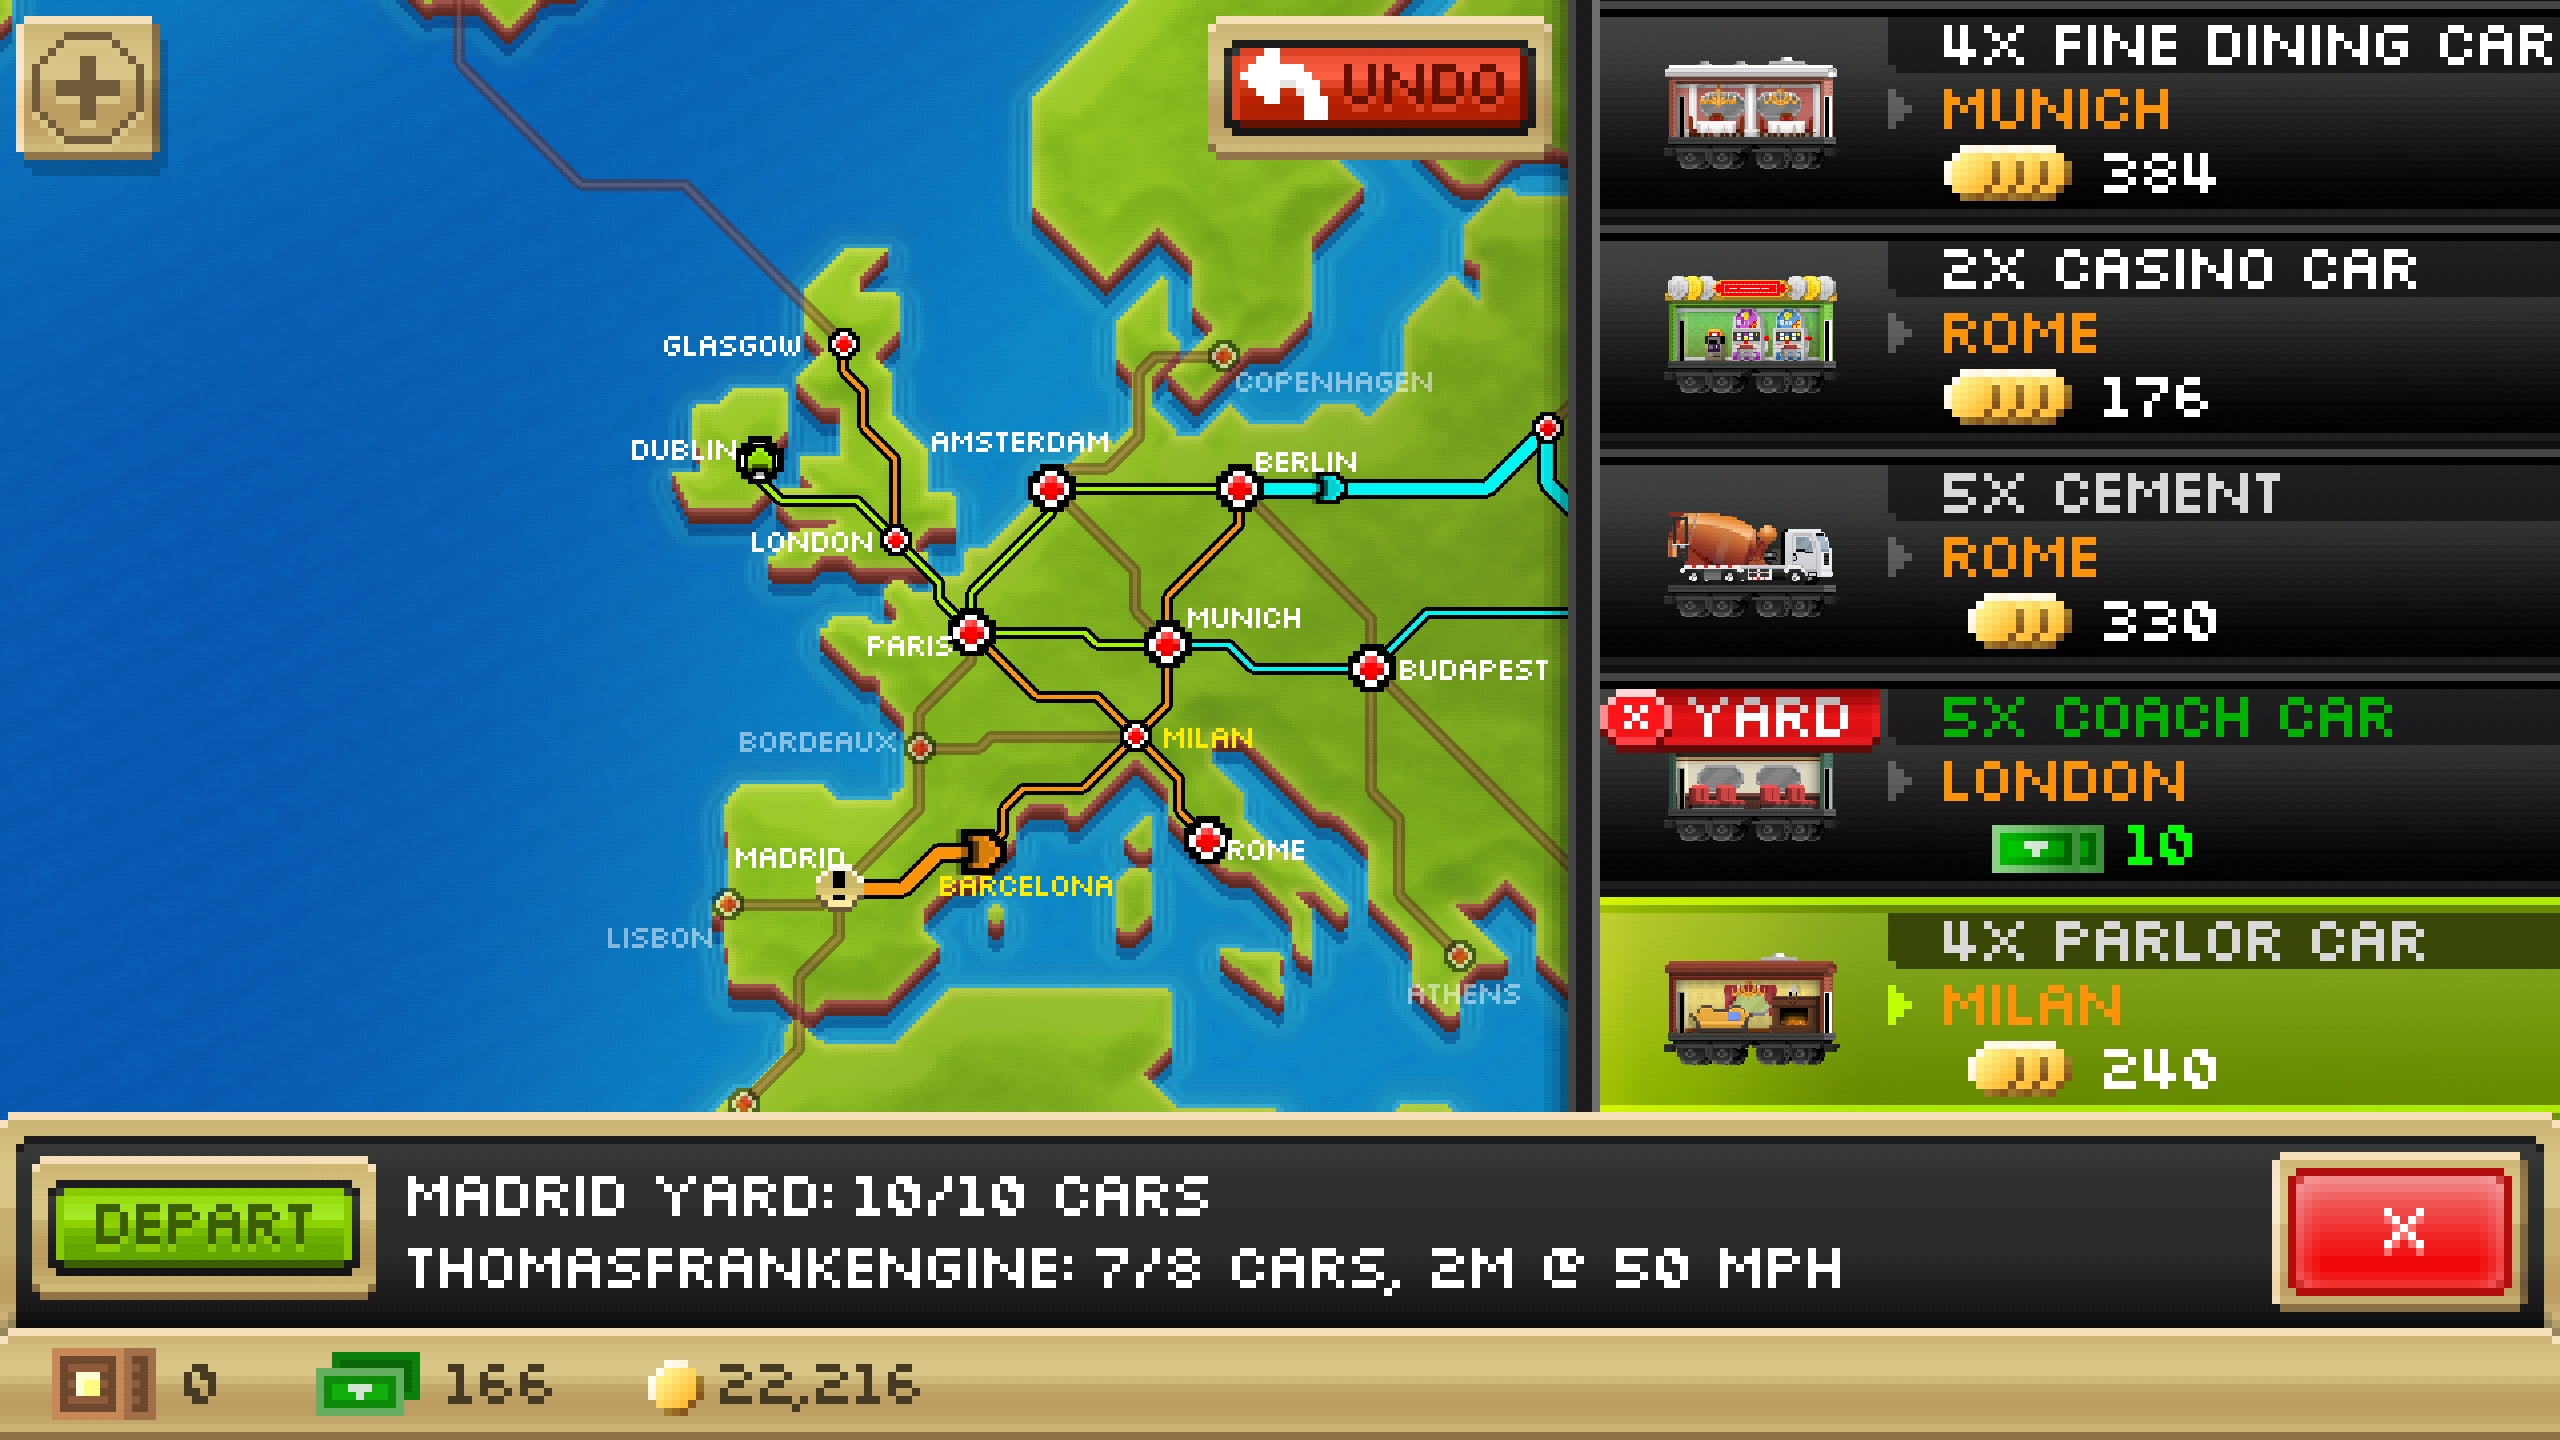 UNDO
GLASGOW
COPENHAGEN
DUBLIN
AMSTERDAM
BERLIN
LONDON
MUNICH
PARIS
BUDAPEST
BORDEAUX
MILAN
MADRID
ROME
BARCELONA
LISBON
ATHENS
4X FINE DINING CAR
MUNICH
384
2X CASINO CAR
ROME
176
5X CEMENT
ROME
330
YARD
5X COACH CAR
LONDON
10
4X PARLOR CAR
MILAN
240
DEPART
MADRID YARD: 10/10 CARS
THOMASFRANKENGINE: 7/8 CARS, 2M @ 50 MPH
X
0
166
22,216